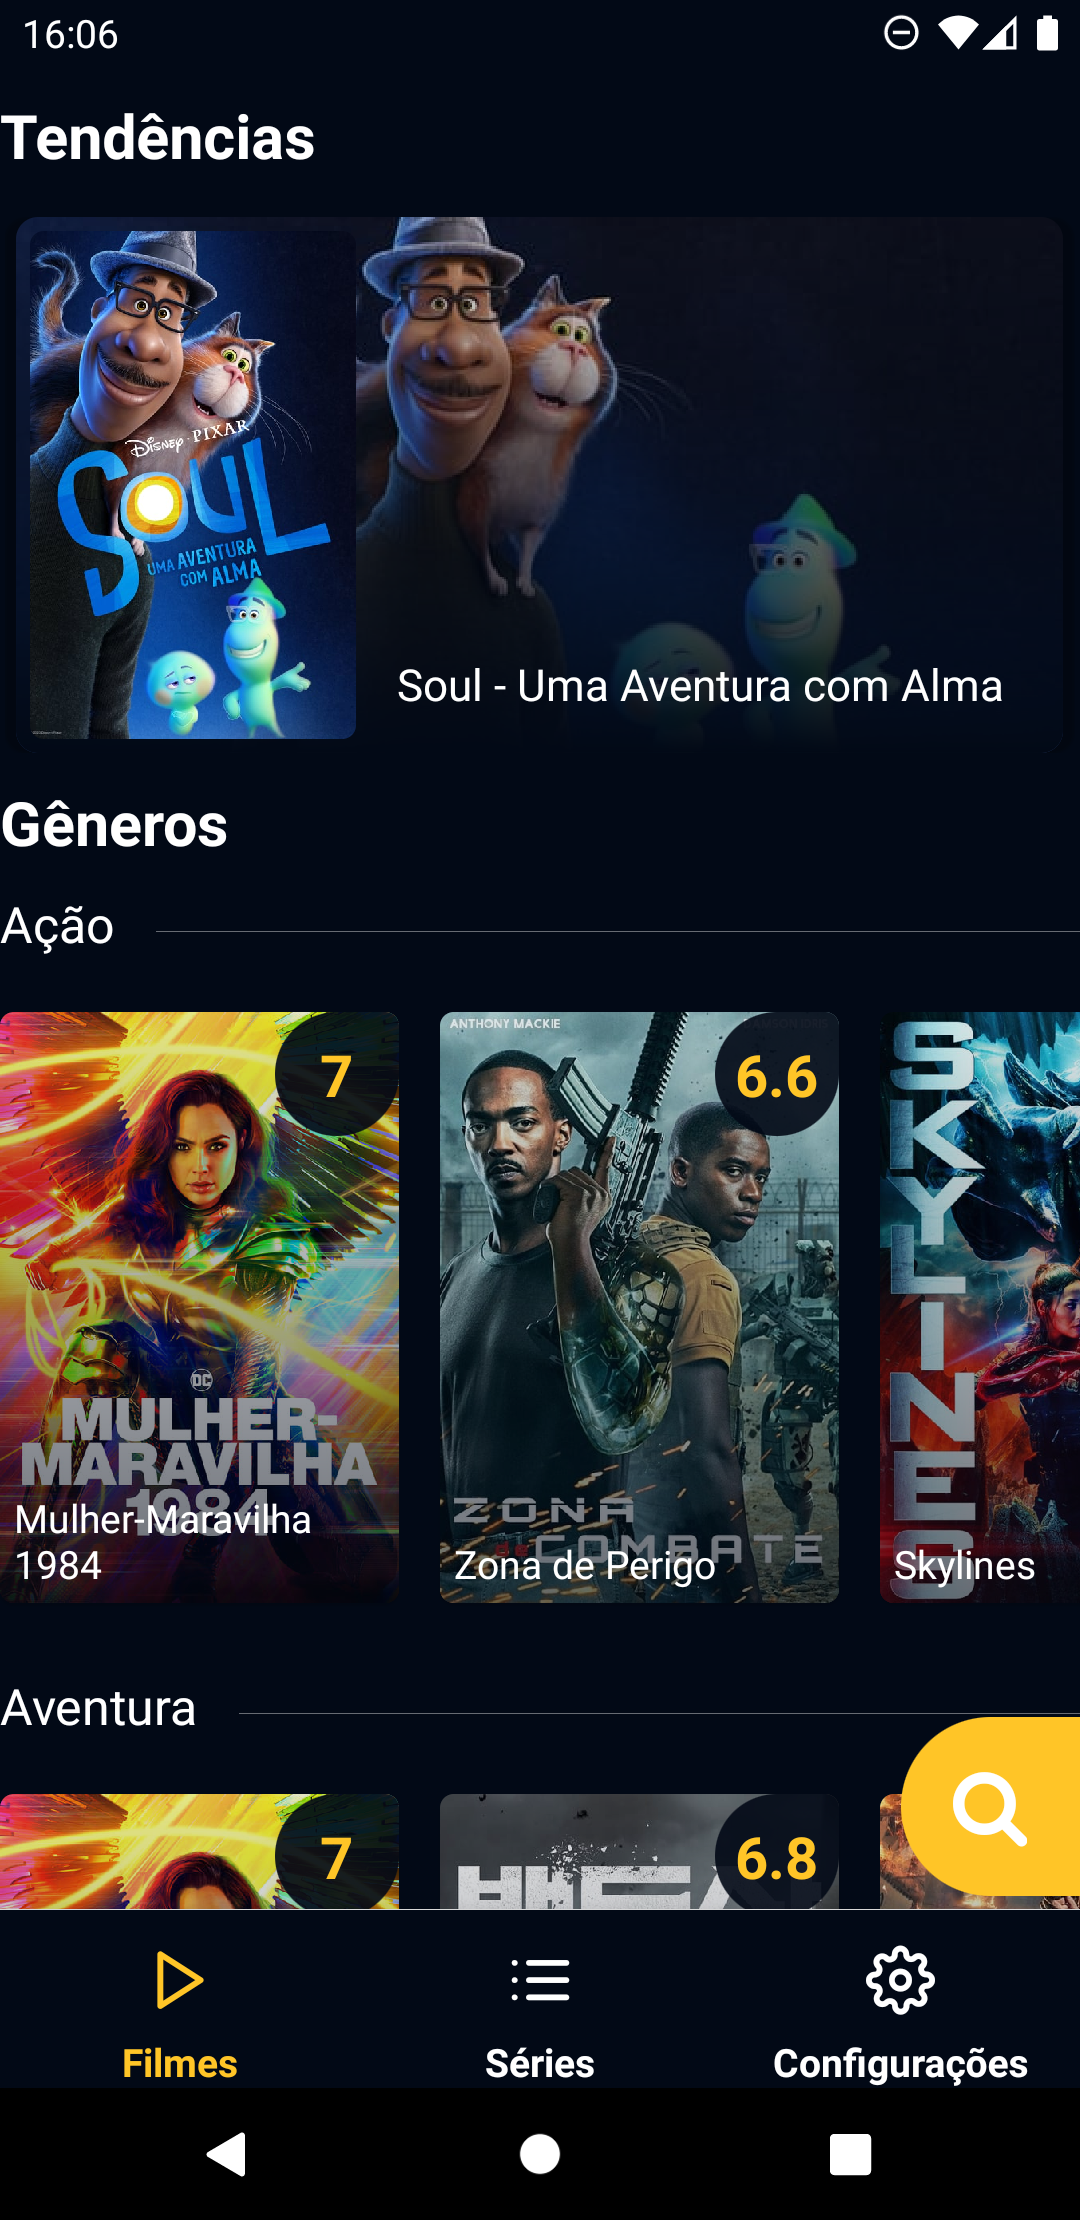 16:06
Tendências
DISNEY · PIXAR
SOUL
UMA AVENTURA
COM ALMA
Soul - Uma Aventura com Alma
Gêneros
Ação
7
DC
MULHER-
MARAVILHA
1984
Mulher-Maravilha
1984
ANTHONY MACKIE
6.6
ZONA
COMBATE
Zona de Perigo
SKYLINES
Skylines
Aventura
7
6.8
Filmes
Séries
Configurações